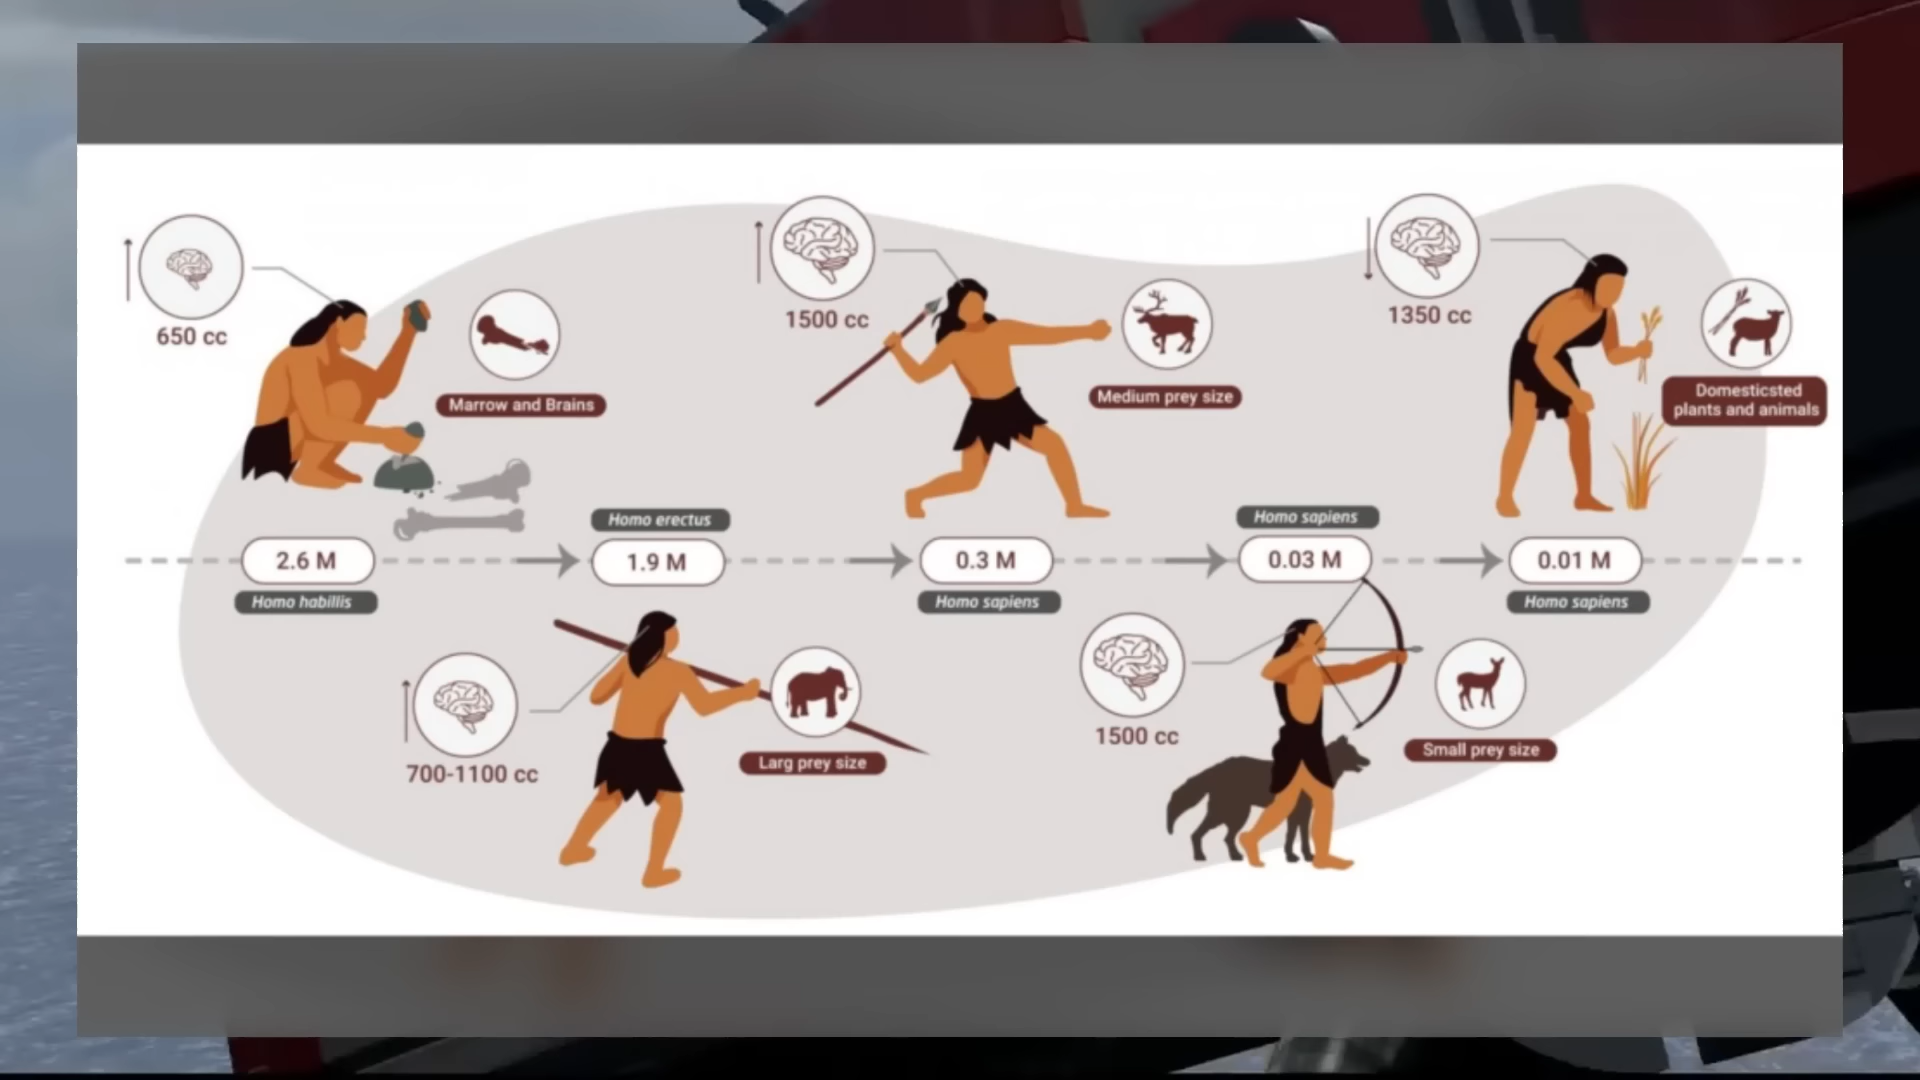 650 cc
Marrow and Brains
1500 cc
Medium prey size
1350 cc
Domesticsted
plants and animals
2.6 M
Homo habillis
Homo erectus
1.9 M
0.3 M
Homo sapiens
Homo sapiens
0.03 M
0.01 M
Homo sapiens
700-1100 cc
Larg prey size
1500 cc
Small prey size